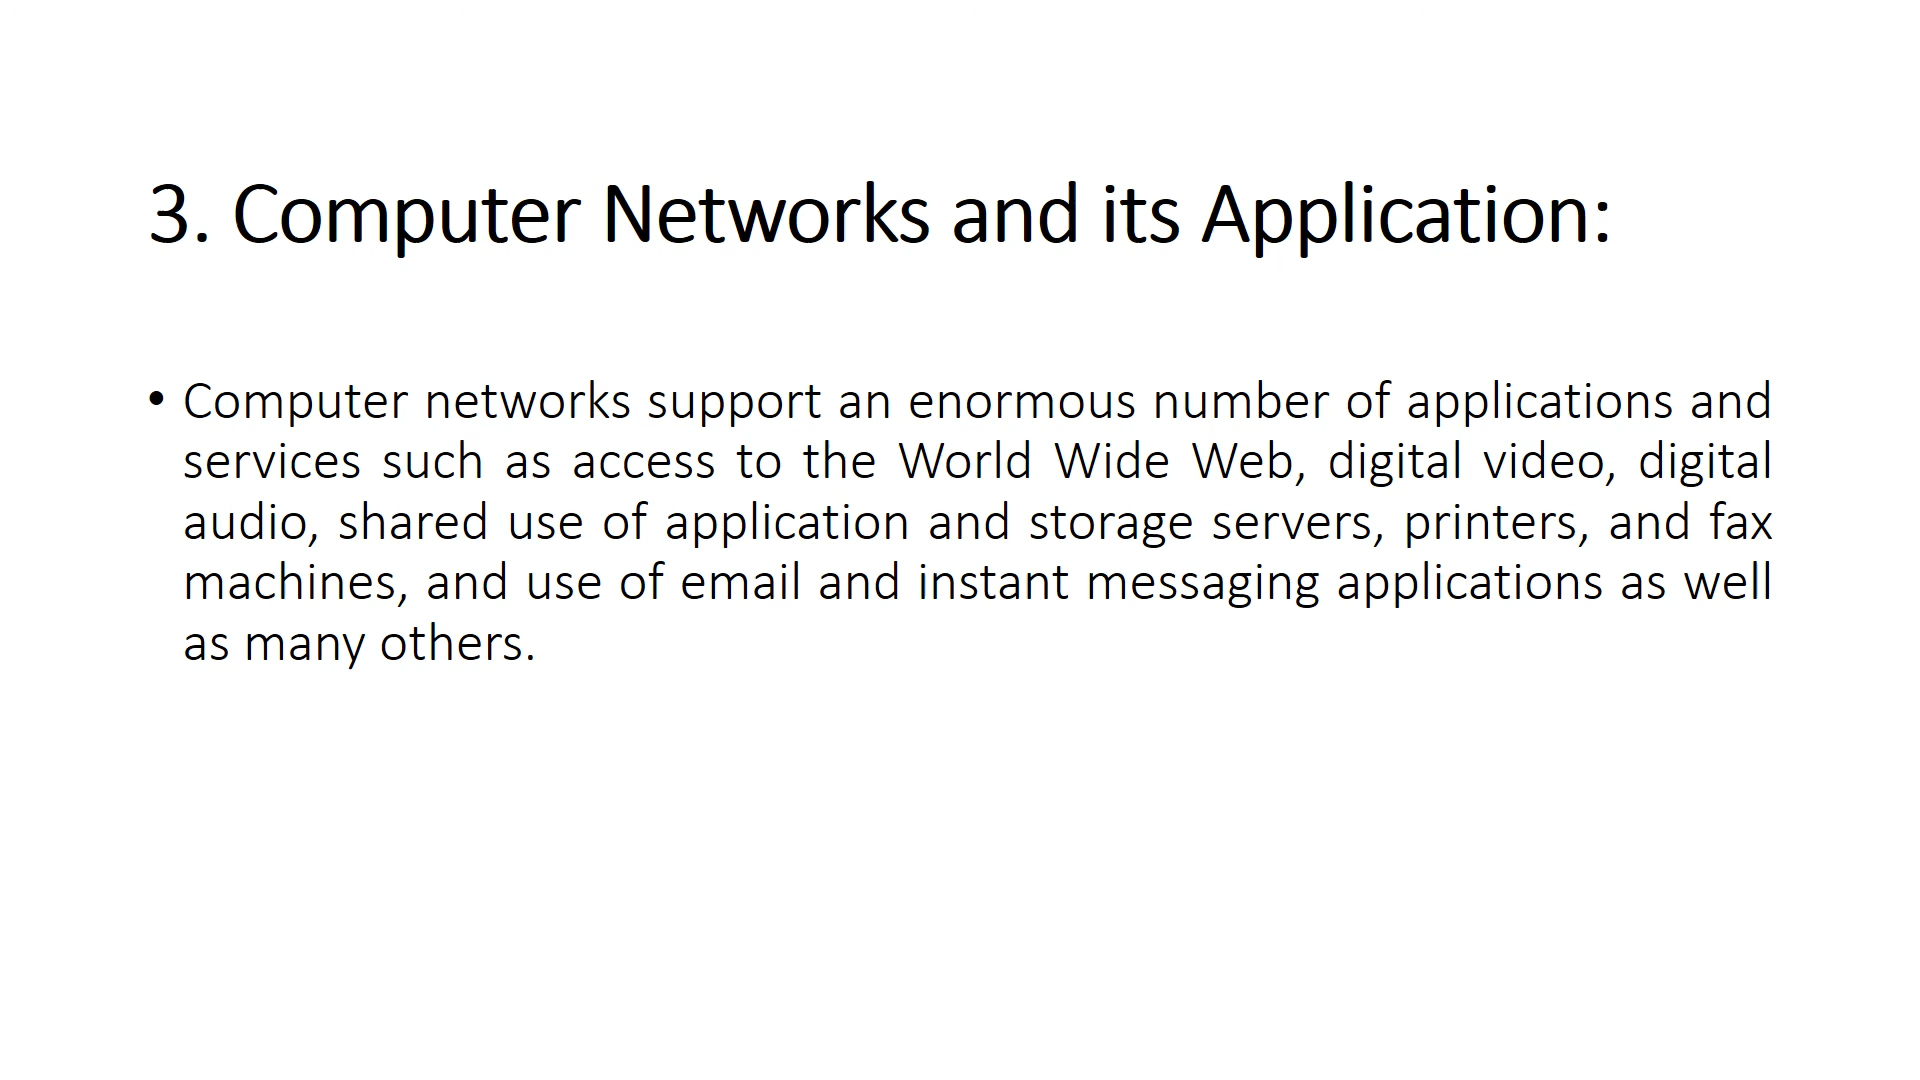 3. Computer Networks and its Application:
• Computer networks support an enormous number of applications and
services such as access to the World Wide Web, digital video, digital
audio, shared use of application and storage servers, printers, and fax
machines, and use of email and instant messaging applications as well
as many others.